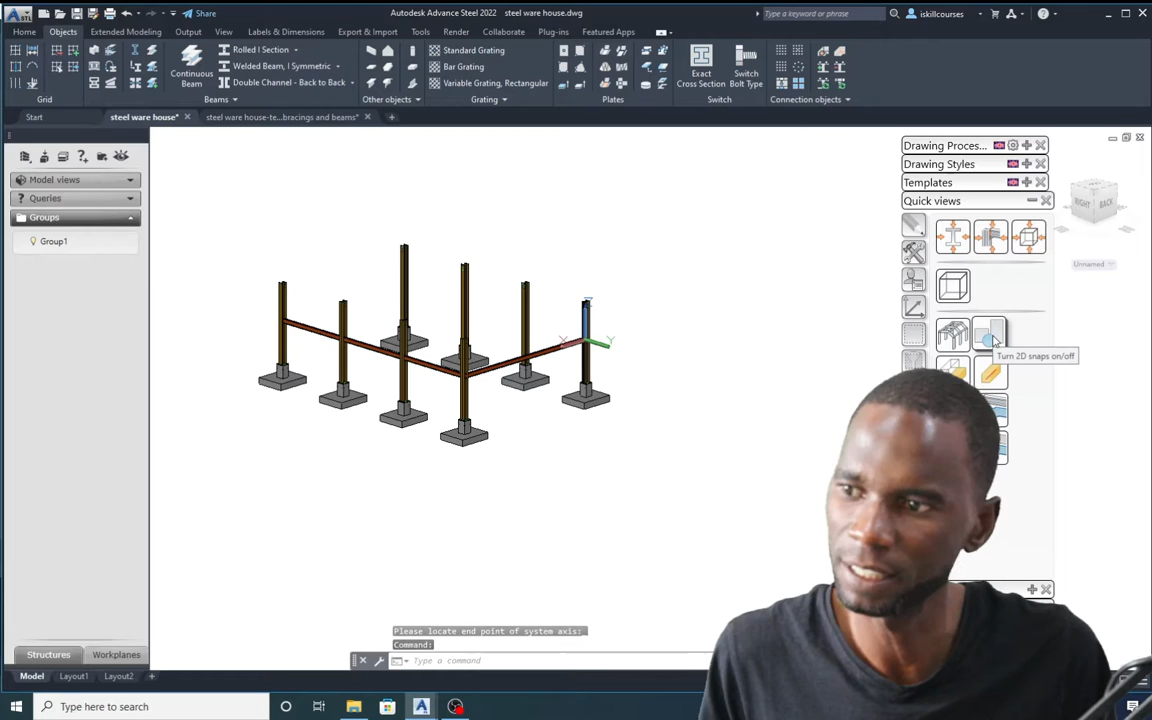 STL
Share
Autodesk Advance Steel 2022
steel ware house.dwg
Type a keyword or phrase
iskillcourses
Home
Objects
Extended Modeling
Output
View
Labels & Dimensions
Export & Import
Tools
Render
Collaborate
Plug-ins
Featured Apps
Continuous Beam
Rolled I Section
Welded Beam, I Symmetric
Double Channel - Back to Back
Standard Grating
Bar Grating
Variable Grating, Rectangular
Exact Cross Section
Switch Bolt Type
Grid
Beams
Other objects
Grating
Plates
Switch
Connection objects
Start
steel ware house*
steel ware house-te...bracings and beams*
Model views
Queries
Groups
Group1
Drawing Proces...
Drawing Styles
Templates
Quick views
RIGHT
BACK
Unnamed
X
Y
Turn 2D snaps on/off
Please locate end point of system axis:
Command:
Type a command
Structures
Workplanes
Model
Layout1
Layout2
Type here to search